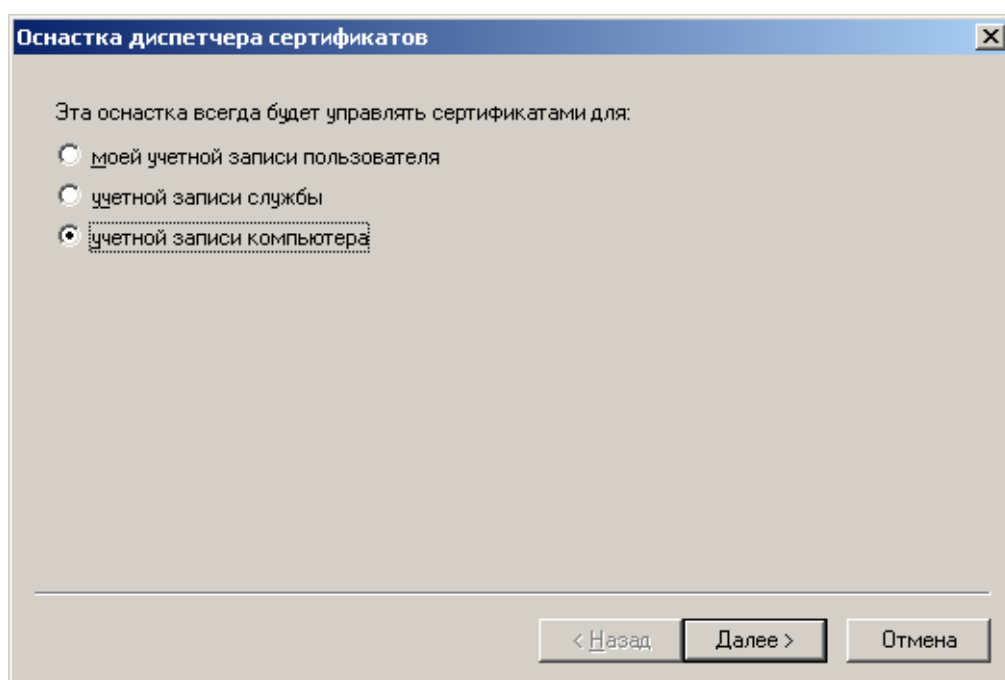 Оснастка диспетчера сертификатов
Эта оснастка всегда будет управлять сертификатами для:
моей учетной записи пользователя
учетной записи службы
учетной записи компьютера
< Назад
Далее >
Отмена